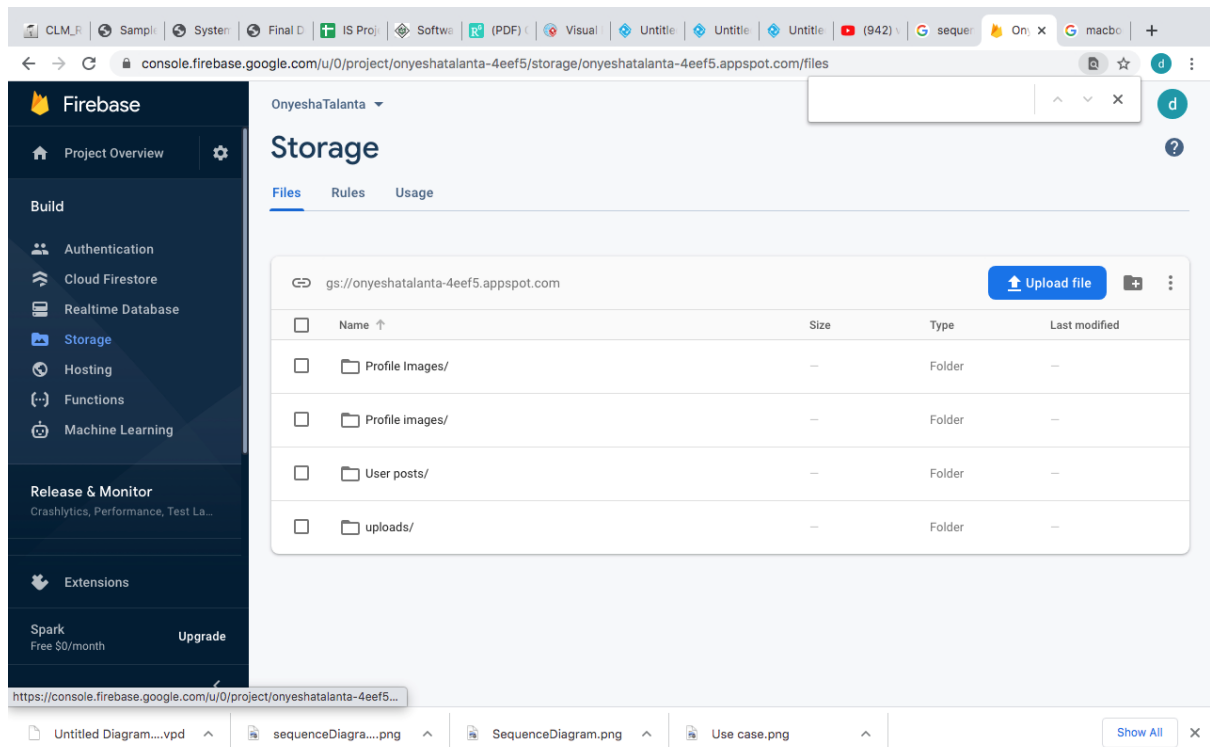 CLM_R Sample System Final D IS Proj Softwa (PDF) Visual Untitle Untitle Untitle (942) sequer On macbo
console.firebase.google.com/u/0/project/onyeshatalanta-4eef5/storage/onyeshatalanta-4eef5.appspot.com/files d
Firebase
OnyeshaTalanta
d
Project Overview
Storage
?
Files Rules Usage
Build
Authentication
Cloud Firestore
Realtime Database
Storage
Hosting
Functions
Machine Learning
gs://onyeshatalanta-4eef5.appspot.com
Upload file
Name Size Type Last modified
Profile Images/ — Folder —
Profile images/ — Folder —
User posts/ — Folder —
uploads/ — Folder —
Release & Monitor
Crashlytics, Performance, Test La...
Extensions
Spark
Free $0/month
Upgrade
https://console.firebase.google.com/u/0/project/onyeshatalanta-4eef5...
Untitled Diagram....vpd sequenceDiagra....png SequenceDiagram.png Use case.png Show All